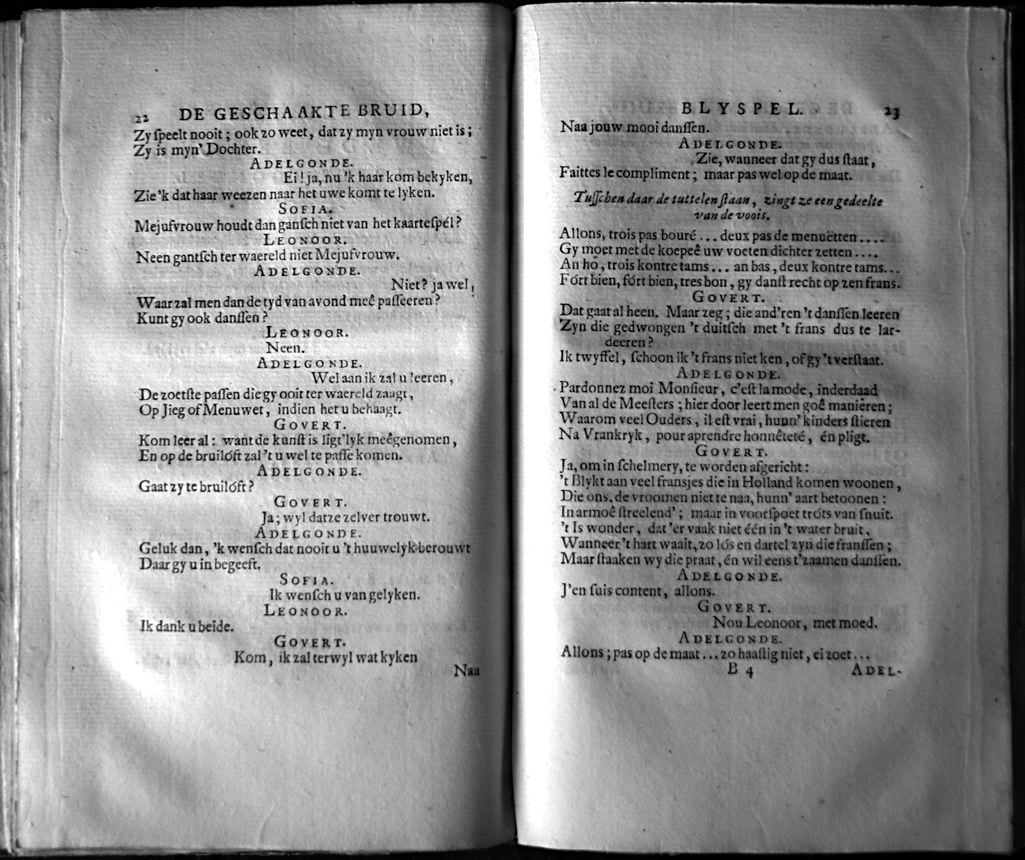 22 DE GESCHAAKTE BRUID,
Zy ſpeelt nooit; ook zo weet, dat zy myn vrouw niet is;
Zy is myn' Dochter.
ADELGONDE.
Ei! ja, nu 'k haar kom bekyken,
Zie 'k dat haar weezen naar het uwe komt te lyken.
SOFIA.
Mejufvrouw houdt dan ganſch niet van het kaarteſpél?
LEONOOR.
Neen gantſch ter waereld niet Mejufvrouw.
ADELGONDE.
Niet? ja wel,
Waar zal men dan de tyd van avond meê paſſeeren?
Kunt gy ook danſſen?
LEONOOR.
Neen.
ADELGONDE.
Wel aan ik zal u leeren,
De zoetſte paſſen die gy ooit ter waereld zaagt,
Op Jieg of Menuwet, indien het u behaagt.
GOVERT.
Kom leer al: want de kunſt is ligt'lyk meêgenomen,
En op de bruilóft zal 't u wel te paſſe komen.
ADELGONDE.
Gaat zy te bruilóft?
GOVERT.
Ja; wyl datze zelver trouwt.
ADELGONDE.
Geluk dan, 'k wenſch dat nooit u 't huuwelyk berouwt
Daar gy u in begeeft.
SOFIA.
Ik wenſch u van gelyken.
LEONOOR.
Ik dank u beide.
GOVERT.
Kom, ik zal terwyl wat kyken
Naa
BLYSPEL. 23
Naa jouw mooi danſſen.
ADELGONDE.
Zie, wanneer dat gy dus ſtaat,
Faittes le compliment; maar pas wel op de maat.
Tuſſchen daar de tuttelen ſtaan, zingt ze een gedeelte
van de voois.
Allons, trois pas bouré... deux pas de menuëtten....
Gy moet met de koepeê uw voeten dichter zetten....
An hó, trois kontre tams... an bas, deux kontre tams...
Fórt bien, fórt bien, tres bon, gy danſt recht op zen frans.
GOVERT.
Dat gaat al heen. Maar zeg; die and'ren 't danſſen leeren
Zyn die gedwongen 't duitſch met 't frans dus te lar-
deeren?
Ik twyffel, ſchoon ik 't frans niet ken, of gy 't verſtaat.
ADELGONDE.
Pardonnez moi Monſieur, c'eſt la mode, inderdaad
Van al de Meeſters; hier door leert men goê maniëren;
Waarom veel Ouders, il eſt vrai, hunn' kinders ſtieren
Na Vrankryk, pour aprendre honnêteté, én pligt.
GOVERT.
Ja, om in ſchelmery, te worden afgericht:
't Blykt aan veel fransjes die in Holland komen woonen,
Die ons, de vroomen niet te naa, hunn' aart betoonen:
In armoê ſtreelend'; maar in voorſpoet tróts van ſnuit.
't Is wonder, dat 'er vaak niet één in 't water bruit,
Wanneer 't hart waait, zo lós en dartel zyn die franſſen;
Maar ſtaaken wy die praat, én wil eens t'zaamen danſſen.
ADELGONDE.
J'en ſuis content, allons.
GOVERT.
Nou Leonoor, met moed.
ADELGONDE.
Allons; pas op de maat... zo haaſtig niet, ei zoet...
B 4 ADEL-